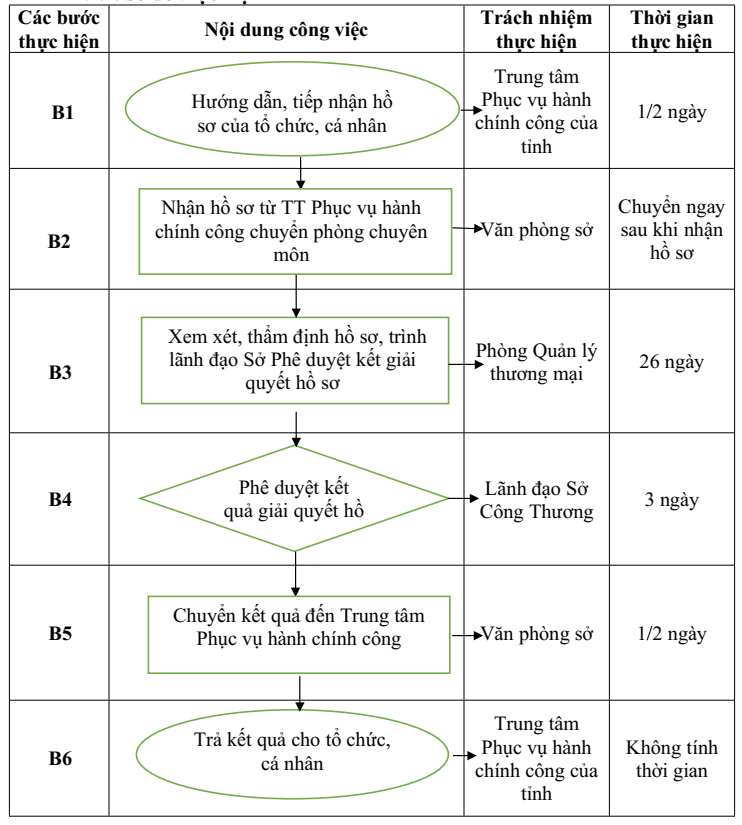 Các bước
thực hiện
Nội dung công việc
Trách nhiệm
thực hiện
Thời gian
thực hiện
B1
Hướng dẫn, tiếp nhận hồ
sơ của tổ chức, cá nhân
Trung tâm
Phục vụ hành
chính công của
tỉnh
1/2 ngày
B2
Nhận hồ sơ từ TT Phục vụ hành
chính công chuyển phòng chuyên
môn
Văn phòng sở
Chuyển ngay
sau khi nhận
hồ sơ
B3
Xem xét, thẩm định hồ sơ, trình
lãnh đạo Sở Phê duyệt kết giải
quyết hồ sơ
Phòng Quản lý
thương mại
26 ngày
B4
Phê duyệt kết
quả giải quyết hồ
Lãnh đạo Sở
Công Thương
3 ngày
B5
Chuyển kết quả đến Trung tâm
Phục vụ hành chính công
Văn phòng sở
1/2 ngày
B6
Trả kết quả cho tổ chức,
cá nhân
Trung tâm
Phục vụ hành
chính công của
tỉnh
Không tính
thời gian